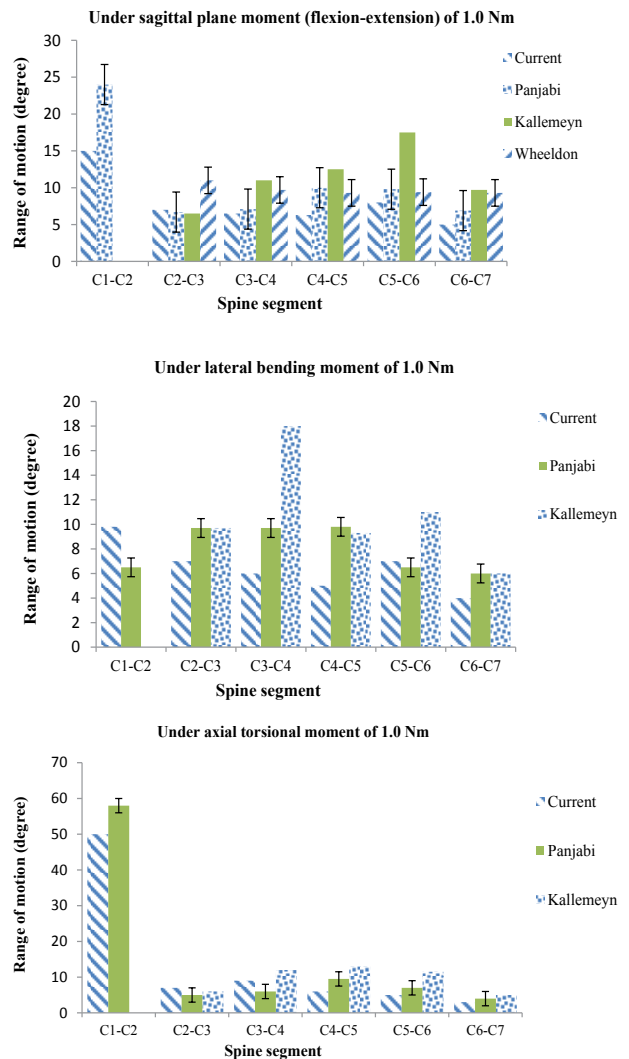 Under sagittal plane moment (flexion-extension) of 1.0 Nm
Range of motion (degree)
30
25
20
15
10
5
0
C1-C2 C2-C3 C3-C4 C4-C5 C5-C6 C6-C7
Spine segment
Current
Panjabi
Kallemeyn
Wheeldon
Under lateral bending moment of 1.0 Nm
Range of motion (degree)
20
18
16
14
12
10
8
6
4
2
0
C1-C2 C2-C3 C3-C4 C4-C5 C5-C6 C6-C7
Spine segment
Current
Panjabi
Kallemeyn
Under axial torsional moment of 1.0 Nm
Range of motion (degree)
70
60
50
40
30
20
10
0
C1-C2 C2-C3 C3-C4 C4-C5 C5-C6 C6-C7
Spine segment
Current
Panjabi
Kallemeyn